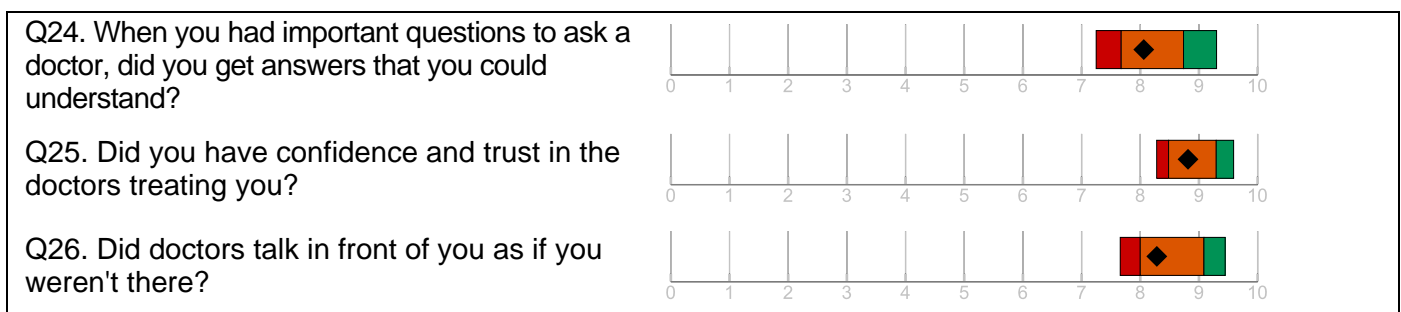 Q24. When you had important questions to ask a
doctor, did you get answers that you could
understand?
0 1 2 3 4 5 6 7 8 9 10
Q25. Did you have confidence and trust in the
doctors treating you?
0 1 2 3 4 5 6 7 8 9 10
Q26. Did doctors talk in front of you as if you
weren't there?
0 1 2 3 4 5 6 7 8 9 10